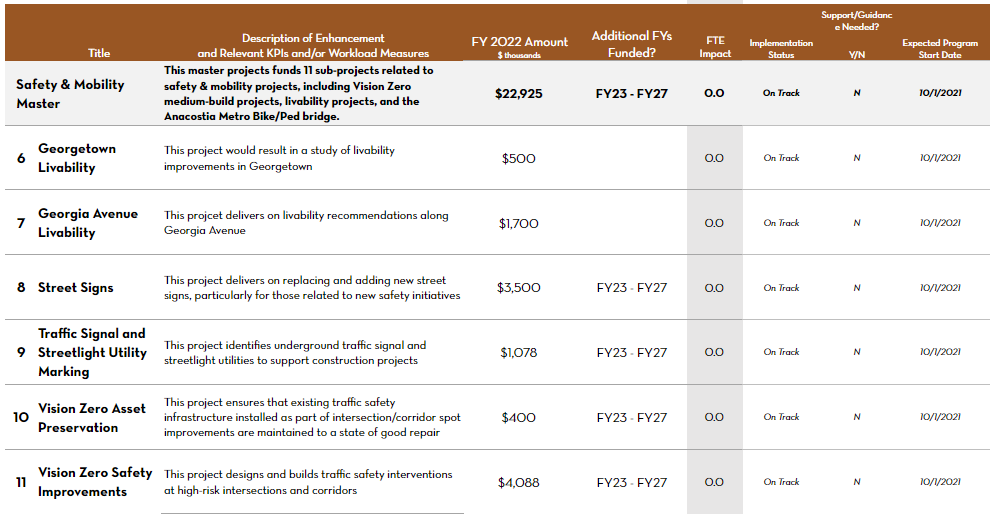 Support/Guidanc
e Needed?
Title
Description of Enhancement
and Relevant KPIs and/or Workload Measures
FY 2022 Amount
$ thousands
Additional FYs
Funded?
FTE
Impact
Implementation
Status
Y/N
Expected Program
Start Date
Safety & Mobility
Master
This master projects funds 11 sub-projects related to
safety & mobility projects, including Vision Zero
medium-build projects, livability projects, and the
Anacostia Metro Bike/Ped bridge.
$22,925
FY23 - FY27
0.0
On Track
N
10/1/2021
6
Georgetown
Livability
This project would result in a study of livability
improvements in Georgetown
$500
0.0
On Track
N
10/1/2021
7
Georgia Avenue
Livability
This projcet delivers on livability recommendations along
Georgia Avenue
$1,700
0.0
On Track
N
10/1/2021
8
Street Signs
This project delivers on replacing and adding new street
signs, particularly for those related to new safety initiatives
$3,500
FY23 - FY27
0.0
On Track
N
10/1/2021
9
Traffic Signal and
Streetlight Utility
Marking
This project identifies underground traffic signal and
streetlight utilities to support construction projects
$1,078
FY23 - FY27
0.0
On Track
N
10/1/2021
10
Vision Zero Asset
Preservation
This project ensures that existing traffic safety
infrastructure installed as part of intersection/corridor spot
improvements are maintained to a state of good repair
$400
FY23 - FY27
0.0
On Track
N
10/1/2021
11
Vision Zero Safety
Improvements
This project designs and builds traffic safety interventions
at high-risk intersections and corridors
$4,088
FY23 - FY27
0.0
On Track
N
10/1/2021